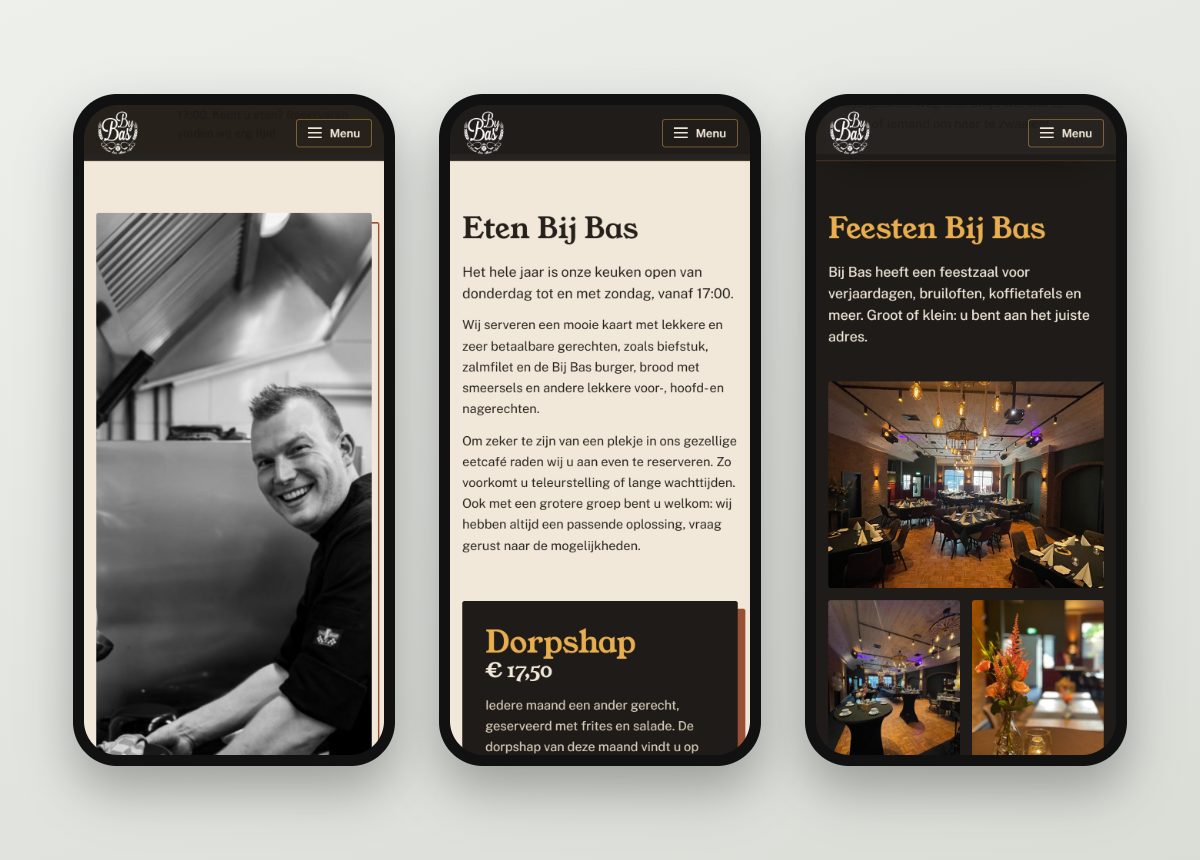 By
Bas
Menu
By
Bas
Menu
Eten Bij Bas
Het hele jaar is onze keuken open van
donderdag tot en met zondag, vanaf 17:00.
Wij serveren een mooie kaart met lekkere en
zeer betaalbare gerechten, zoals biefstuk,
zalmfilet en de Bij Bas burger, brood met
smeersels en andere lekkere voor-, hoofd- en
nagerechten.
Om zeker te zijn van een plekje in ons gezellige
eetcafé raden wij u aan even te reserveren. Zo
voorkomt u teleurstelling of lange wachttijden.
Ook met een grotere groep bent u welkom: wij
hebben altijd een passende oplossing, vraag
gerust naar de mogelijkheden.
Dorpshap
€ 17,50
Iedere maand een ander gerecht,
geserveerd met frites en salade. De
dorpshap van deze maand vindt u op
By
Bas
Menu
Feesten Bij Bas
Bij Bas heeft een feestzaal voor
verjaardagen, bruiloften, koffietafels en
meer. Groot of klein: u bent aan het juiste
adres.